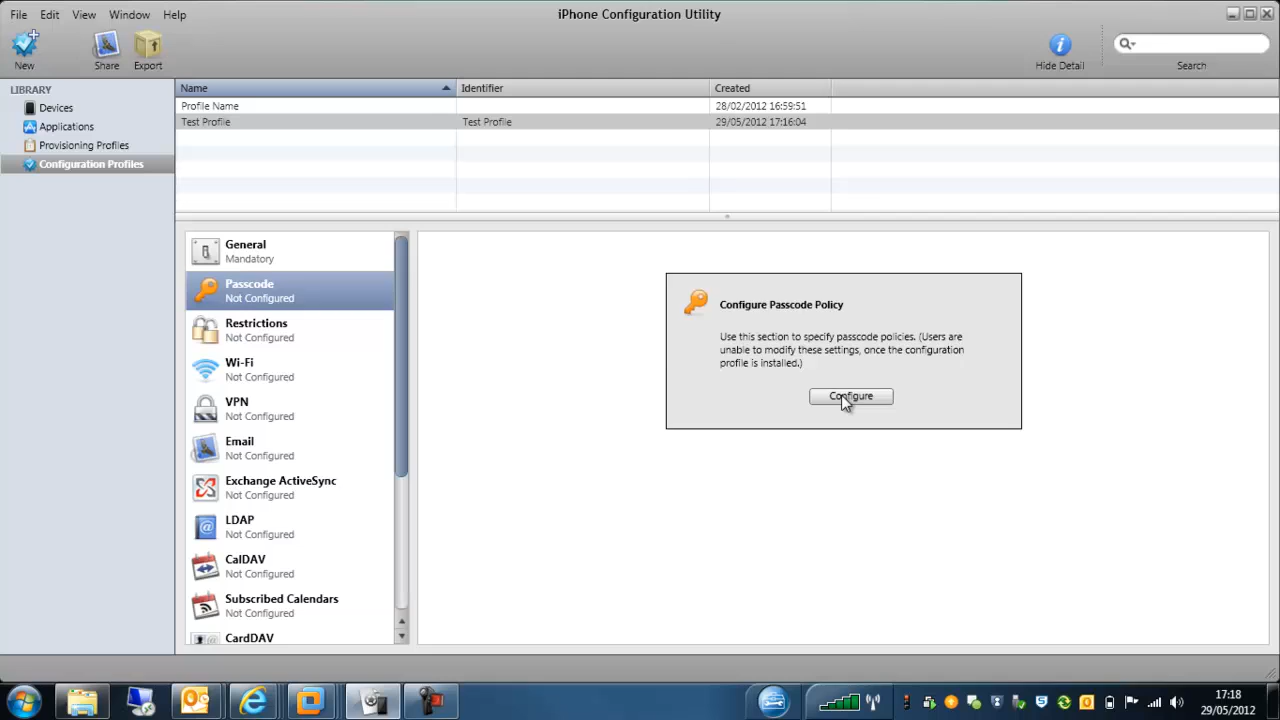 File Edit View Window Help
iPhone Configuration Utility
New
Share
Export
Hide Detail
Search
LIBRARY
Devices
Applications
Provisioning Profiles
Configuration Profiles
Name Identifier Created
Profile Name 28/02/2012 16:59:51
Test Profile Test Profile 29/05/2012 17:16:04
General
Mandatory
Passcode
Not Configured
Restrictions
Not Configured
Wi-Fi
Not Configured
VPN
Not Configured
Email
Not Configured
Exchange ActiveSync
Not Configured
LDAP
Not Configured
CalDAV
Not Configured
Subscribed Calendars
Not Configured
CardDAV
Configure Passcode Policy
Use this section to specify passcode policies. (Users are
unable to modify these settings, once the configuration
profile is installed.)
Configure
17:18
29/05/2012